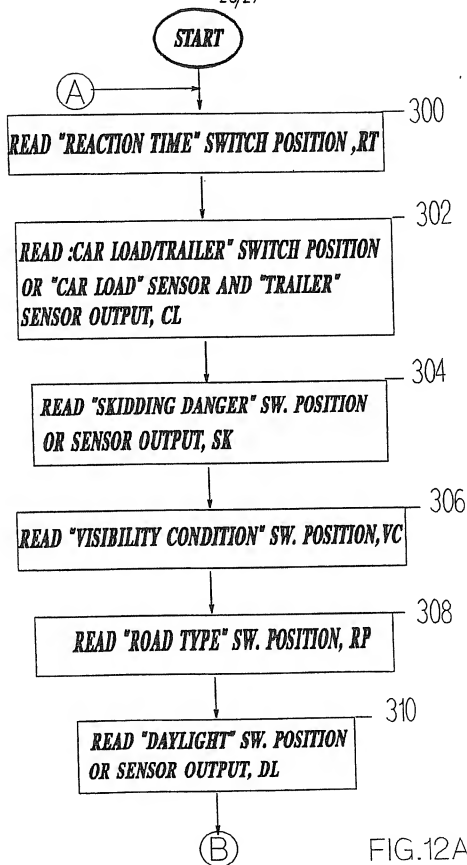 START
A
300
READ "REACTION TIME" SWITCH POSITION ,RT
302
READ :CAR LOAD/TRAILER" SWITCH POSITION
OR "CAR LOAD" SENSOR AND "TRAILER"
SENSOR OUTPUT, CL
304
READ "SKIDDING DANGER" SW. POSITION
OR SENSOR OUTPUT, SK
306
READ "VISIBILITY CONDITION" SW. POSITION,VC
308
READ "ROAD TYPE" SW. POSITION, RP
310
READ "DAYLIGHT" SW. POSITION
OR SENSOR OUTPUT, DL
B
FIG.12A